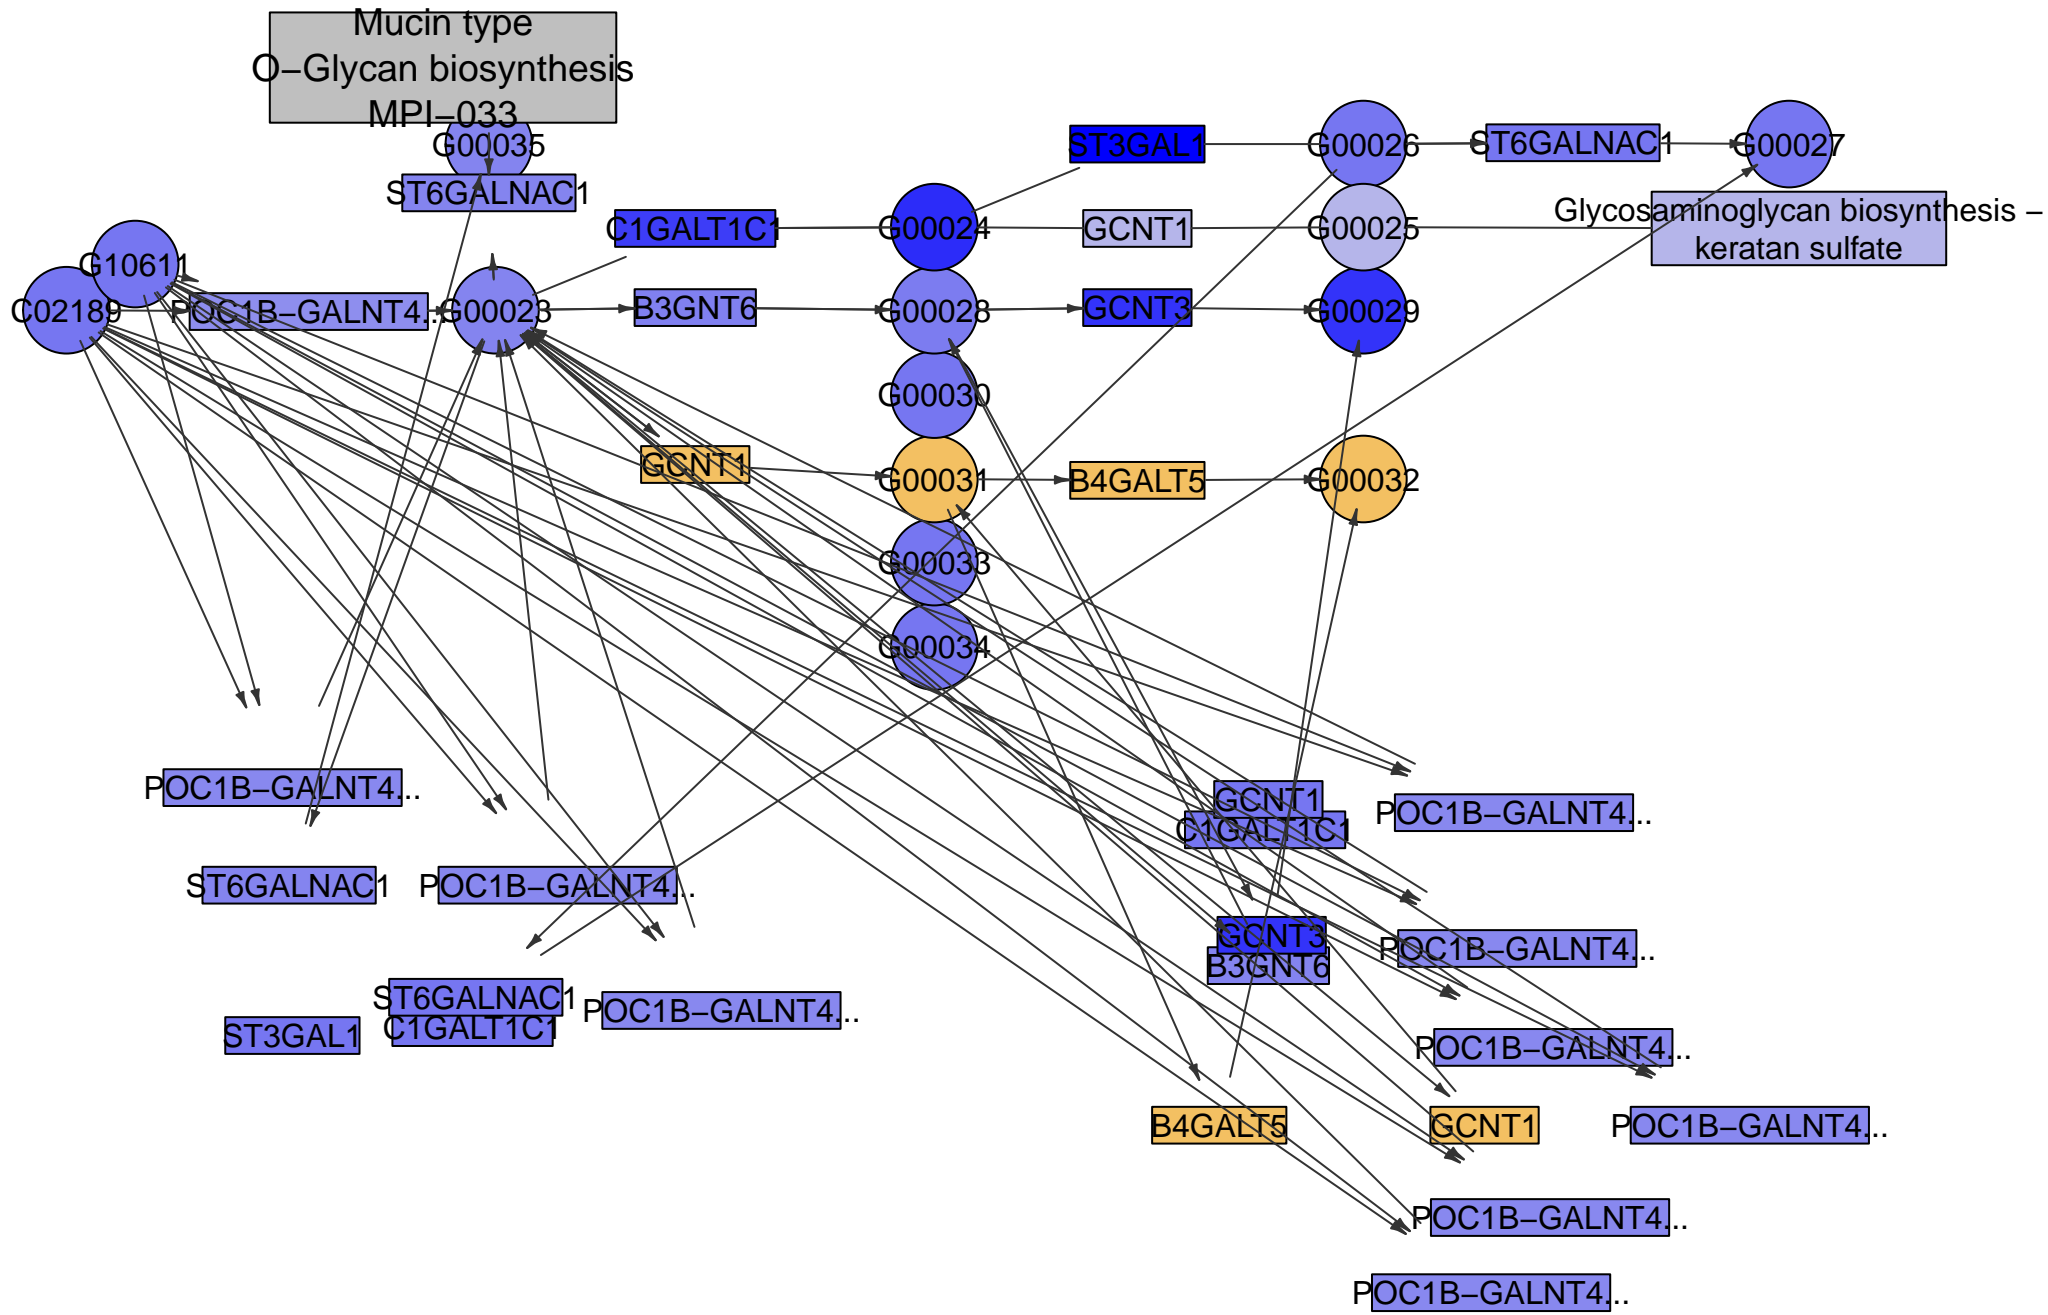 Mucin type
O–Glycan biosynthesis
MPI–033
G00035
ST3GAL1
G00026
ST6GALNAC1
G00027
ST6GALNAC1
C1GALT1C1
G00024
GCNT1
G00025
Glycosaminoglycan biosynthesis –
keratan sulfate
G10611
C02189
POC1B–GALNT4...
G00023
B3GNT6
G00028
GCNT3
G00029
G00030
GCNT1
G00031
B4GALT5
G00032
G00033
G00034
POC1B–GALNT4...
GCNT1
POC1B–GALNT4...
C1GALT1C1
ST6GALNAC1
POC1B–GALNT4...
GCNT3
POC1B–GALNT4...
B3GNT6
ST6GALNAC1
POC1B–GALNT4...
ST3GAL1
C1GALT1C1
POC1B–GALNT4...
B4GALT5
GCNT1
POC1B–GALNT4...
POC1B–GALNT4...
POC1B–GALNT4...